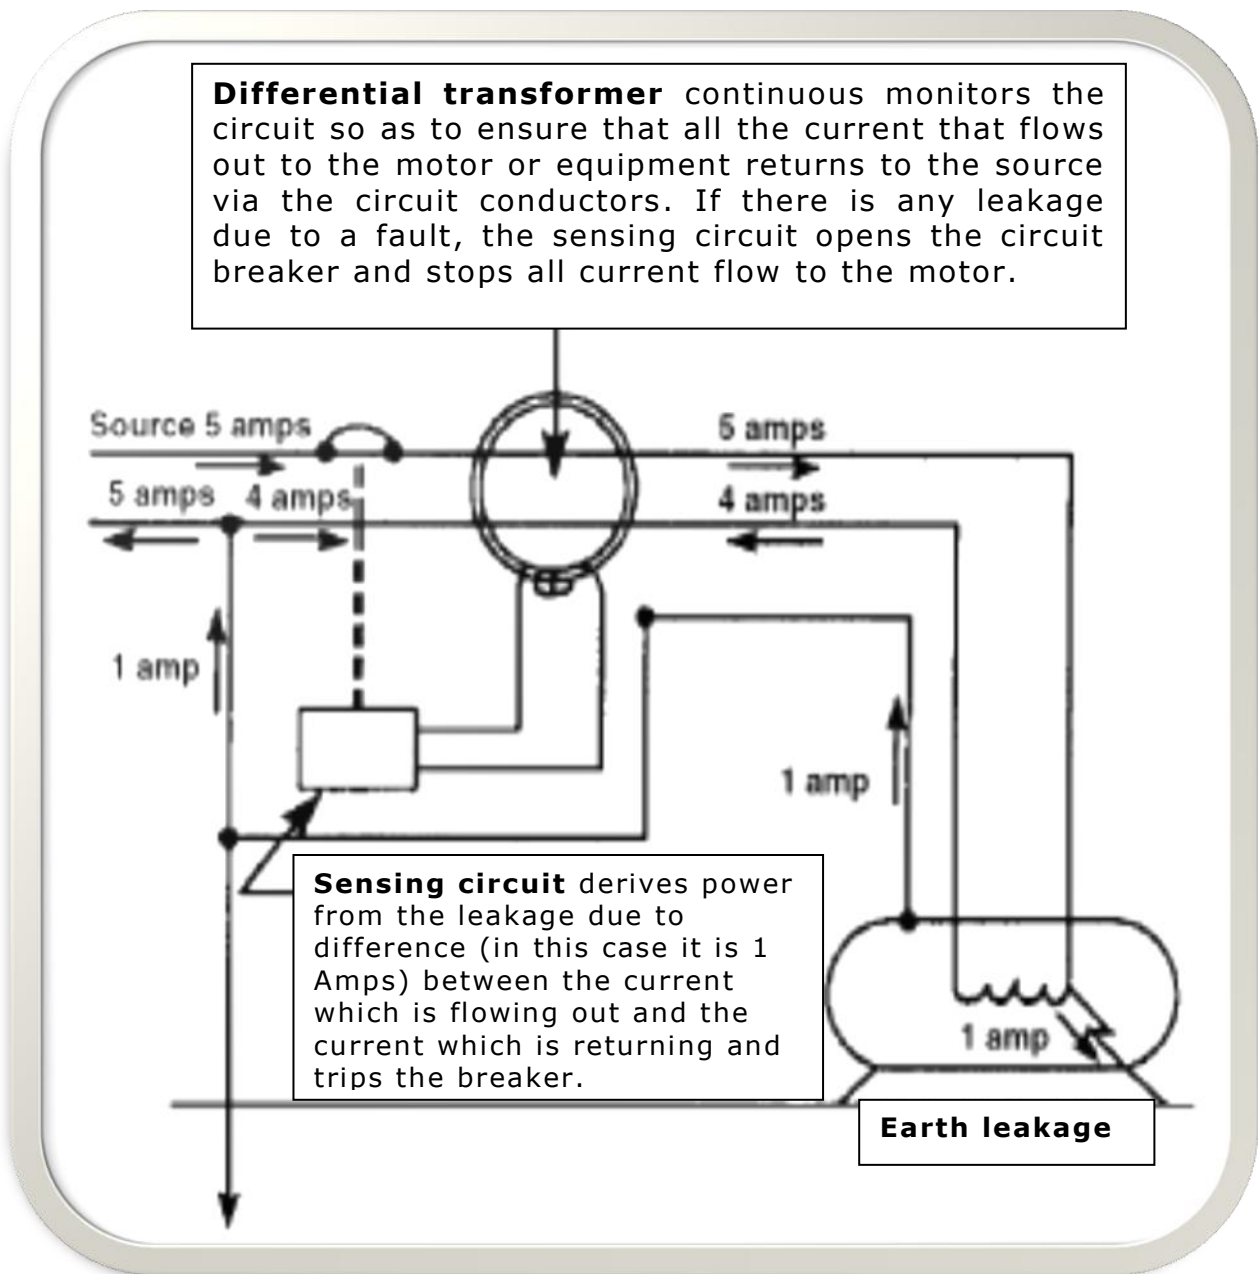 Differential transformer continuous monitors the
circuit so as to ensure that all the current that flows
out to the motor or equipment returns to the source
via the circuit conductors. If there is any leakage
due to a fault, the sensing circuit opens the circuit
breaker and stops all current flow to the motor.
Source 5 amps
5 amps
5 amps
4 amps
4 amps
1 amp
1 amp
Sensing circuit derives power
from the leakage due to
difference (in this case it is 1
Amps) between the current
which is flowing out and the
current which is returning and
trips the breaker.
1 amp
Earth leakage